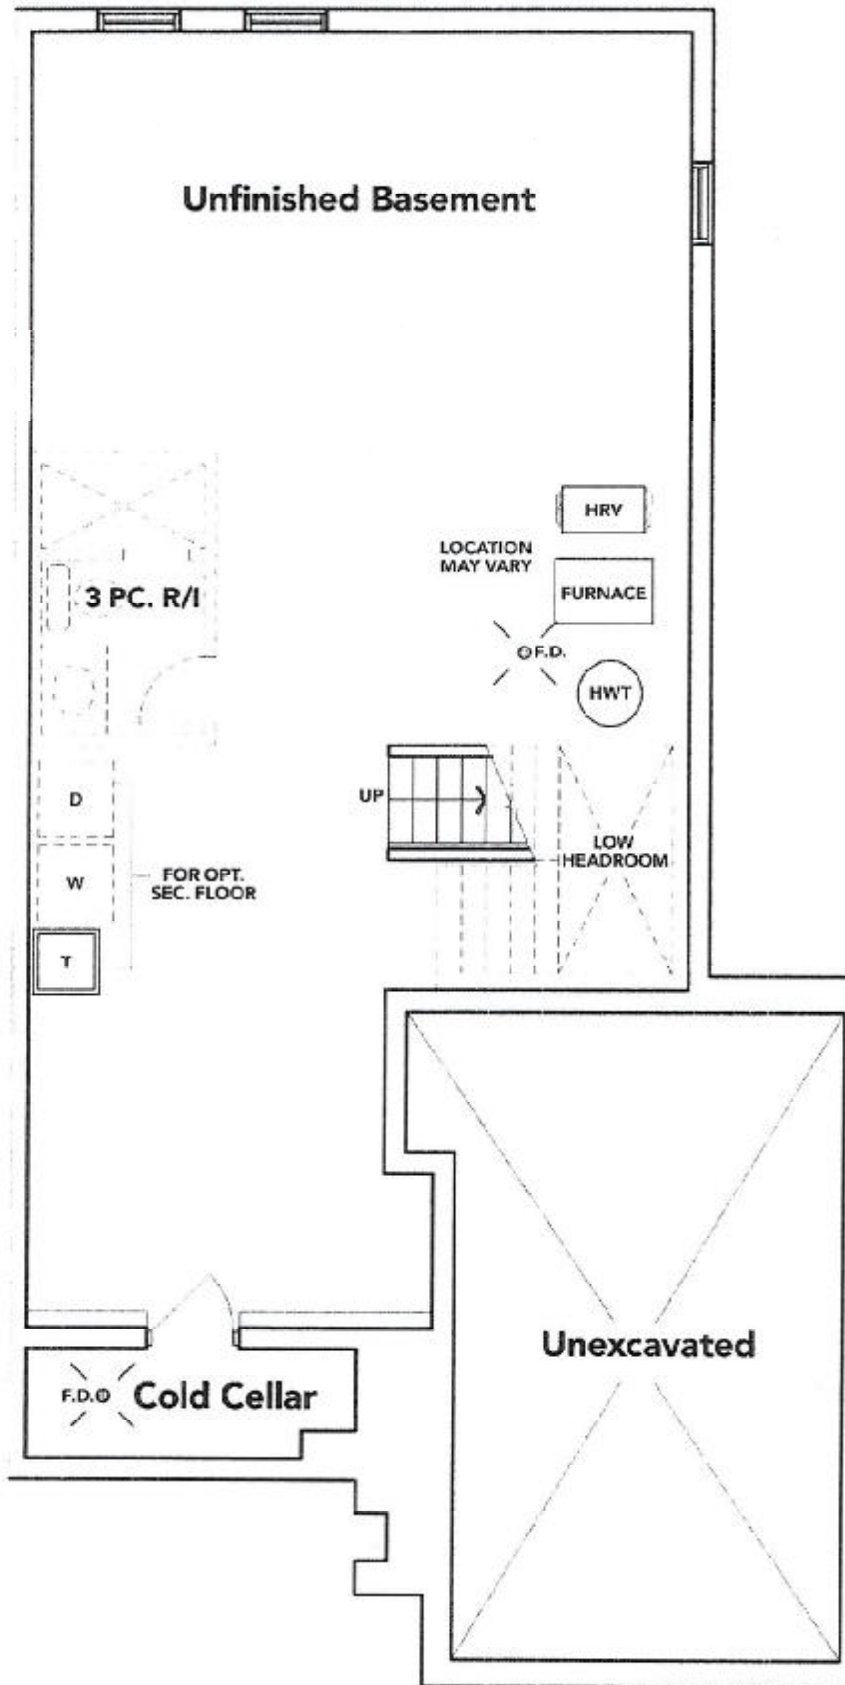 Unfinished Basement
HRV
LOCATION
MAY VARY
FURNACE
3 PC. R/I
F.D.
HWT
UP
D
LOW
HEADROOM
W
FOR OPT.
SEC. FLOOR
T
Unexcavated
F.D.
Cold Cellar